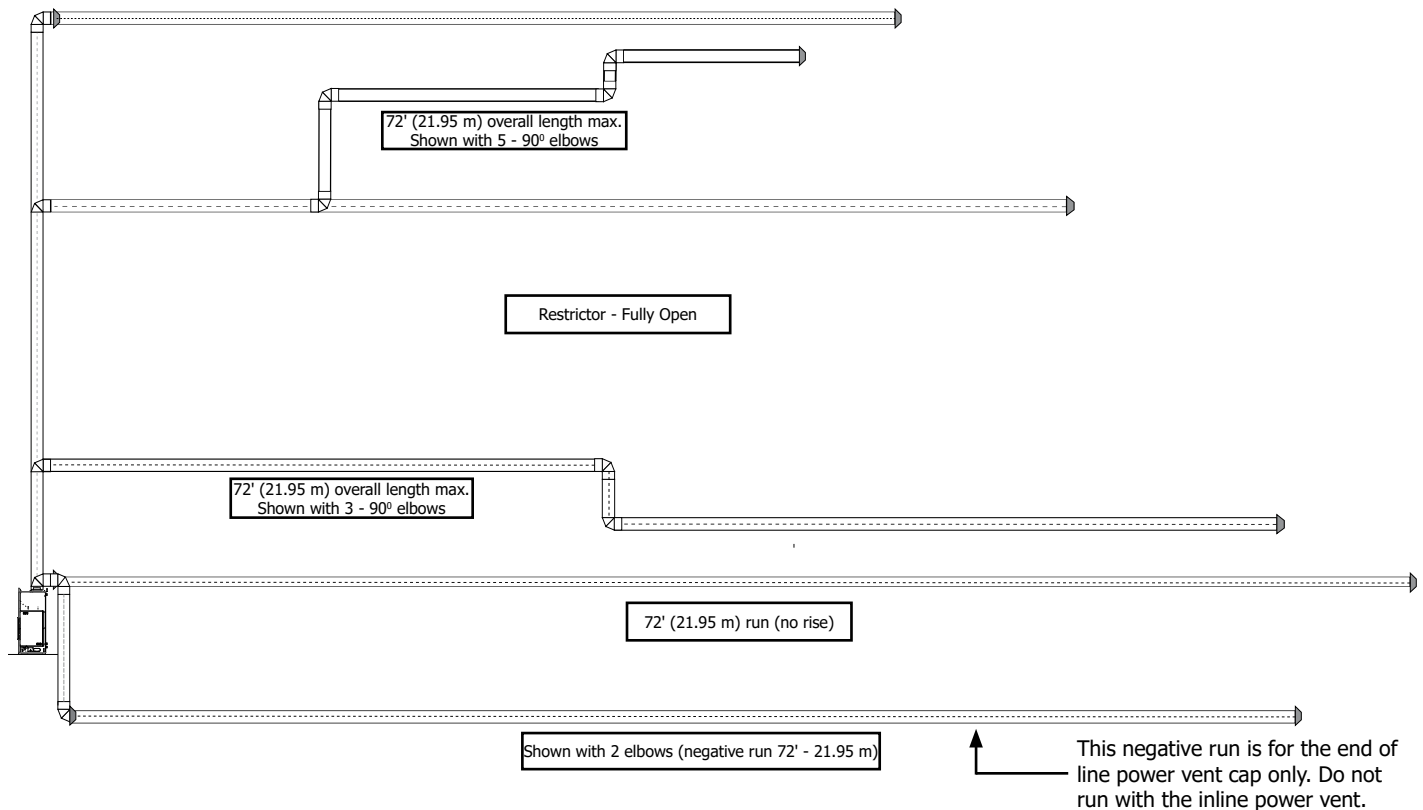 72' (21.95 m) overall length max.
Shown with 5 - 90⁰ elbows
Restrictor - Fully Open
72' (21.95 m) overall length max.
Shown with 3 - 90⁰ elbows
72' (21.95 m) run (no rise)
Shown with 2 elbows (negative run 72' - 21.95 m)
This negative run is for the end of
line power vent cap only. Do not
run with the inline power vent.